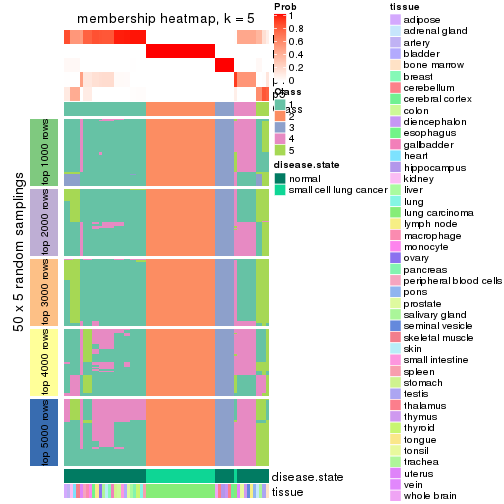 membership heatmap, k = 5
50 x 5 random samplings
top 1000 rows
top 2000 rows
top 3000 rows
top 4000 rows
top 5000 rows
disease.state
tissue
Prob
1
0.8
0.6
0.4
0.2
0
Class
1
2
3
4
5
disease.state
normal
small cell lung cancer
tissue
adipose
adrenal gland
artery
bladder
bone marrow
breast
cerebellum
cerebral cortex
colon
diencephalon
esophagus
gallbladder
heart
hippocampus
kidney
liver
lung
lung carcinoma
lymph node
macrophage
monocyte
ovary
pancreas
peripheral blood cells
pons
prostate
salivary gland
seminal vesicle
skeletal muscle
skin
small intestine
spleen
stomach
testis
thalamus
thymus
thyroid
tongue
tonsil
trachea
uterus
vein
whole brain